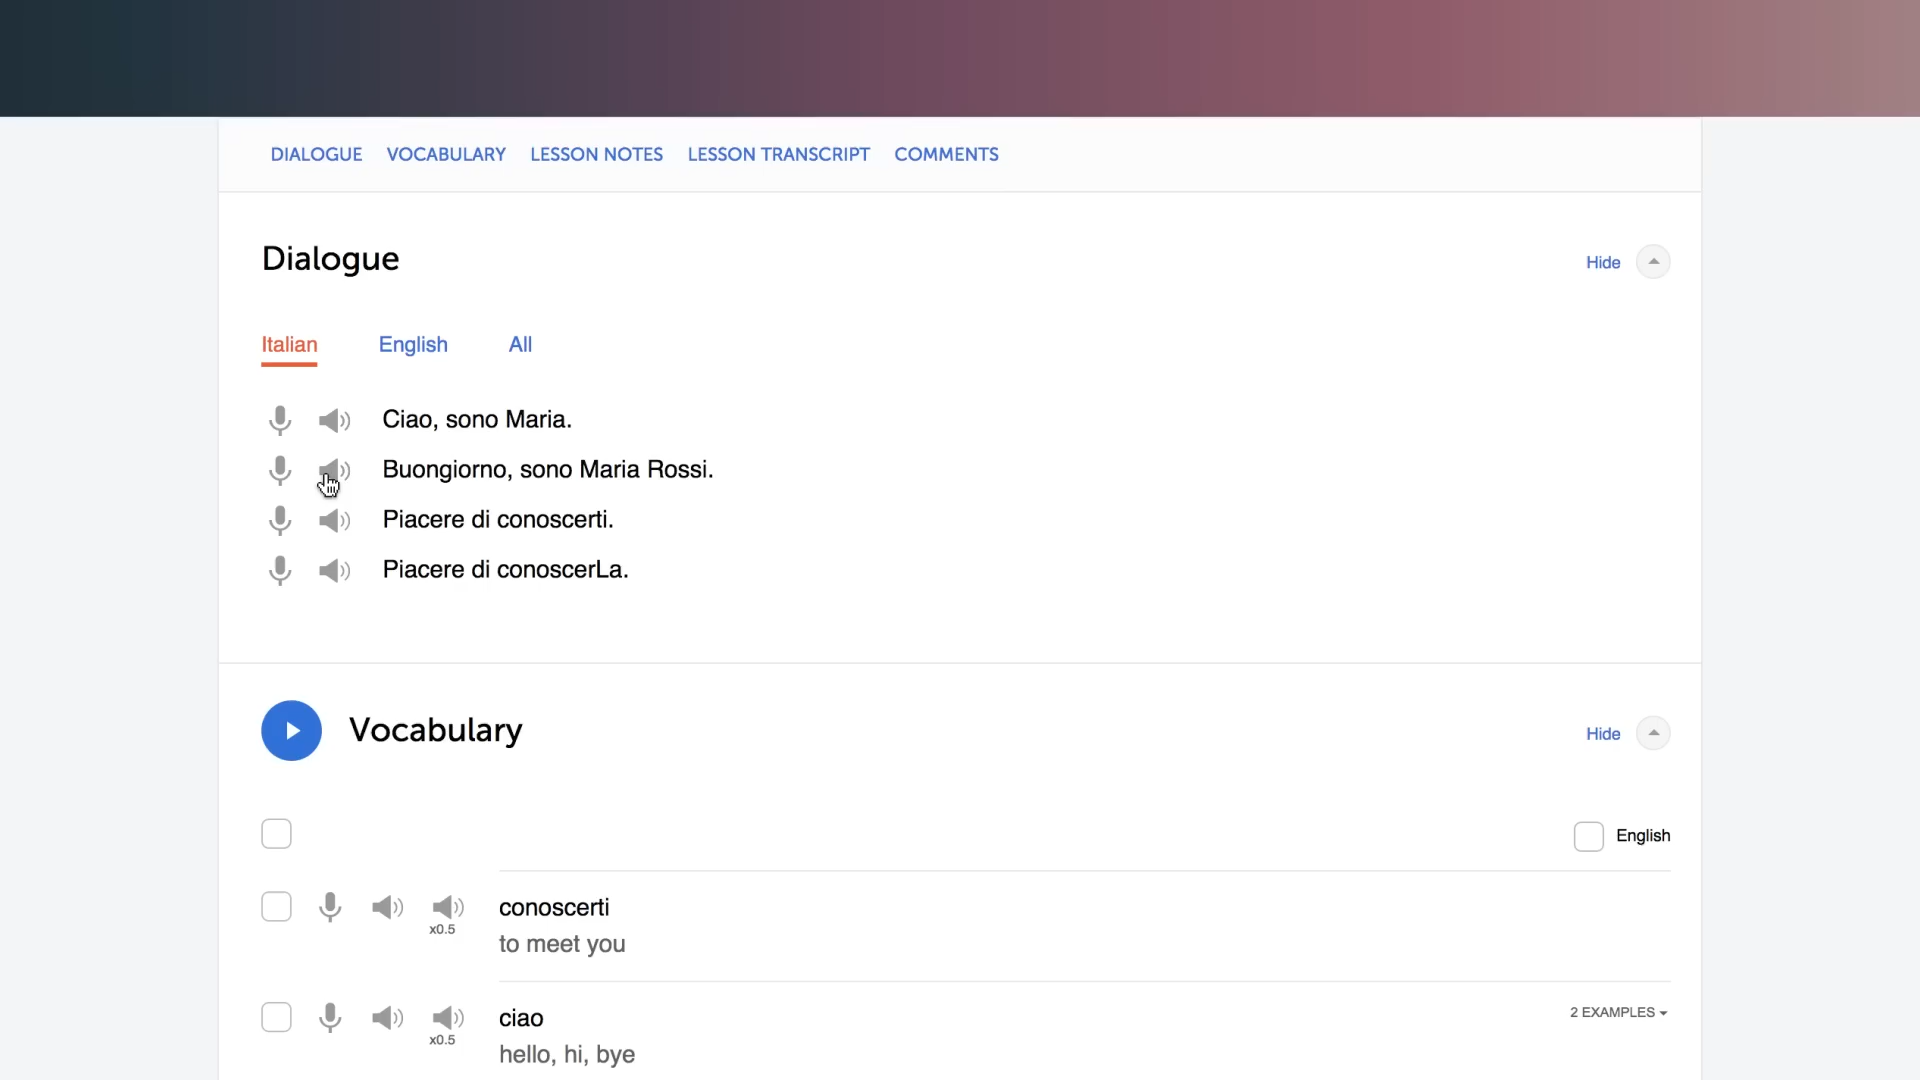 DIALOGUE VOCABULARY LESSON NOTES LESSON TRANSCRIPT COMMENTS
Dialogue
Hide
Italian English All
Ciao, sono Maria.
Buongiorno, sono Maria Rossi.
Piacere di conoscerti.
Piacere di conoscerLa.
Vocabulary
Hide
English
conoscerti
x0.5
to meet you
ciao
2 EXAMPLES
x0.5
hello, hi, bye